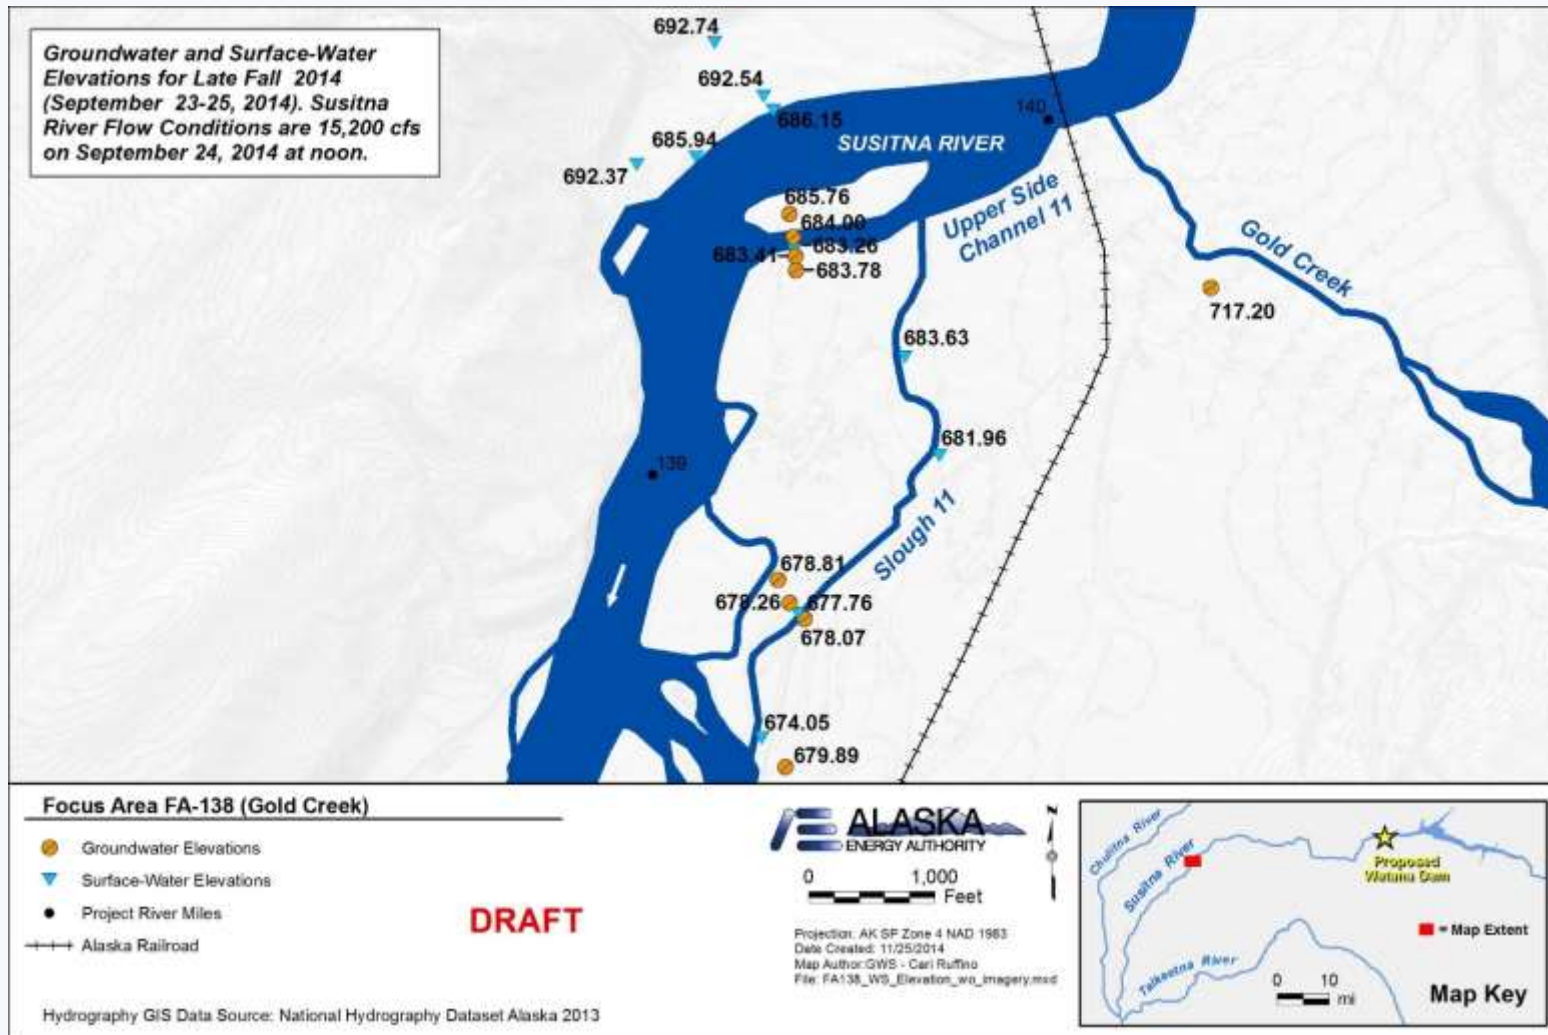 Groundwater and Surface-Water
Elevations for Late Fall 2014
(September 23-25, 2014). Susitna
River Flow Conditions are 15,200 cfs
on September 24, 2014 at noon.
692.74
692.54
686.15
685.94
692.37
140
SUSITNA RIVER
685.76
684.00
683.26
683.41
683.78
Upper Side
Channel 11
Gold Creek
717.20
683.63
681.96
139
Slough 11
678.81
678.26
677.76
678.07
674.05
679.89
Focus Area FA-138 (Gold Creek)
Groundwater Elevations
Surface-Water Elevations
Project River Miles
Alaska Railroad
DRAFT
Hydrography GIS Data Source: National Hydrography Dataset Alaska 2013
ALASKA
ENERGY AUTHORITY
N
0 1,000
Feet
Projection: AK SP Zone 4 NAD 1983
Date Created: 11/25/2014
Map Author:GWS - Cari Ruffino
File: FA138_WS_Elevation_wo_Imagery.mxd
Chulitna River
Susitna River
Proposed
Watana Dam
= Map Extent
Talkeetna River
0 10
mi
Map Key